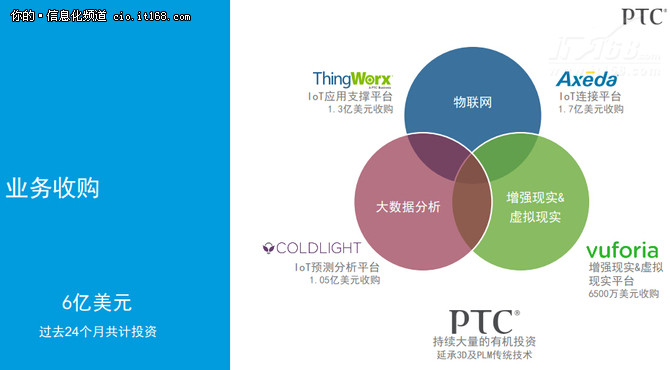 你的·信息化频道 cio.it168.com
PTC®
业务收购
6亿美元
过去24个月共计投资
ThingWorx
IoT应用支撑平台
1.3亿美元收购
Axeda
IoT连接平台
1.7亿美元收购
物联网
大数据分析
增强现实&
虚拟现实
COLDLIGHT
IoT预测分析平台
1.05亿美元收购
vuforia
增强现实&虚拟
现实平台
6500万美元收购
PTC®
持续大量的有机投资
延承3D及PLM传统技术